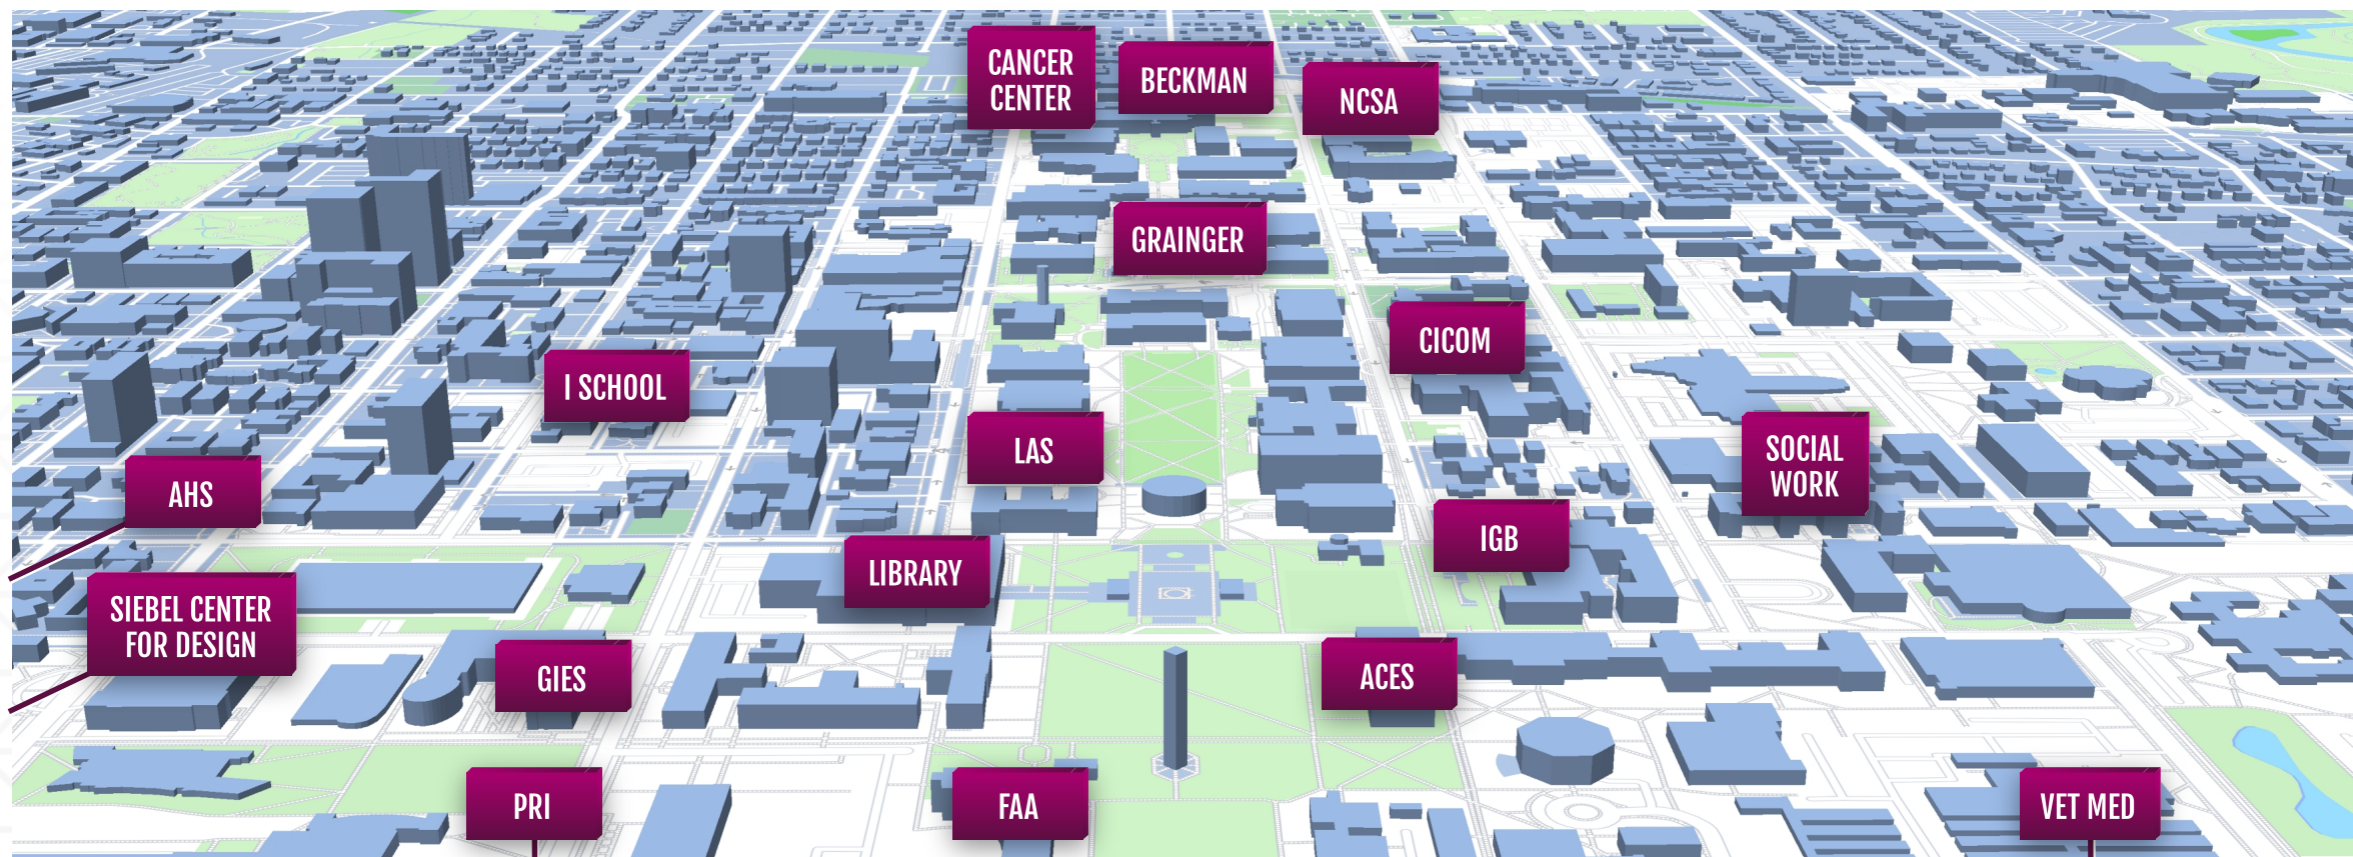 CANCER
CENTER
BECKMAN
NCSA
GRAINGER
CICOM
I SCHOOL
LAS
SOCIAL
WORK
AHS
IGB
LIBRARY
SIEBEL CENTER
FOR DESIGN
GIES
ACES
PRI
FAA
VET MED